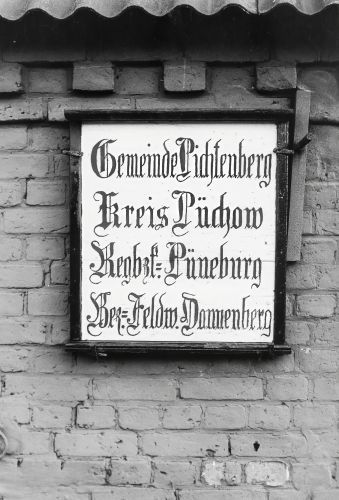 Gemeinde Lichtenberg
Kreis Lüchow
Regbzk. Lüneburg
Bez.-Feldw. Dannenberg